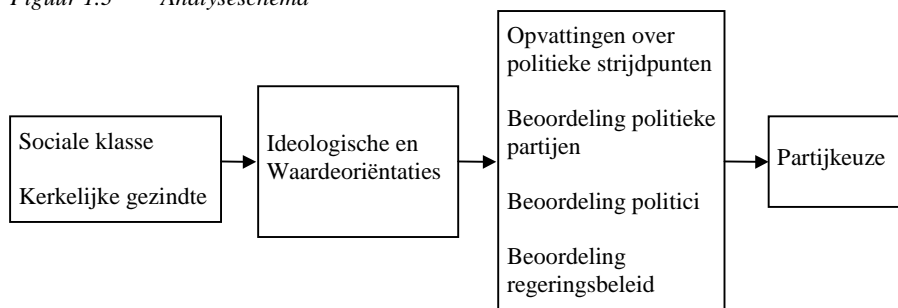 Figuur 1.3 Analyseschema
Sociale klasse
Kerkelijke gezindte
Ideologische en
Waardeoriëntaties
Opvattingen over
politieke strijdpunten
Beoordeling politieke
partijen
Beoordeling politici
Beoordeling
regeringsbeleid
Partijkeuze